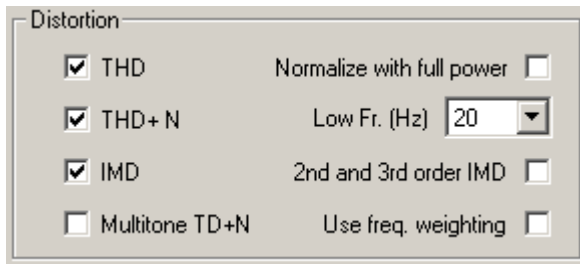 Distortion
THD Normalize with full power
THD+ N Low Fr. (Hz) 20
IMD 2nd and 3rd order IMD
Multitone TD+N Use freq. weighting